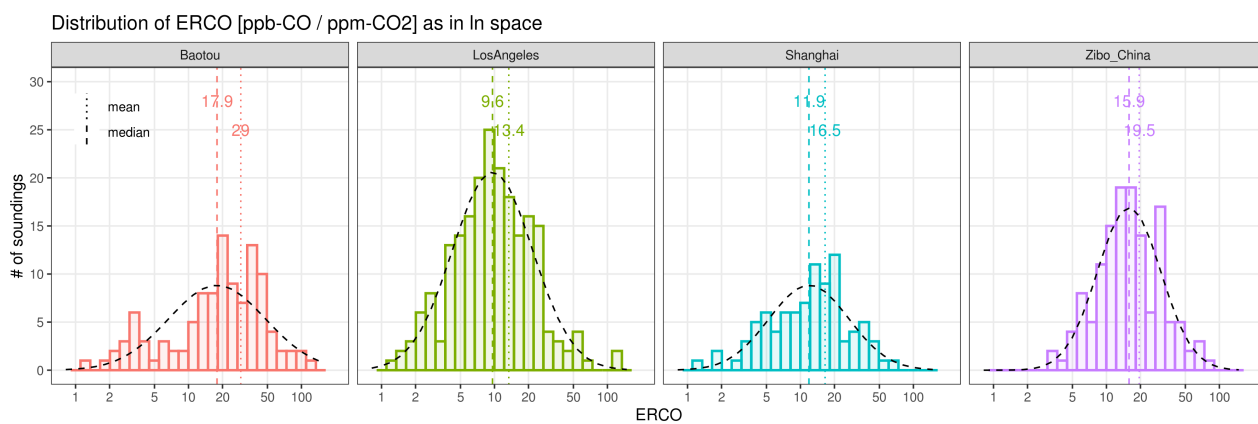 Distribution of ERCO [ppb-CO / ppm-CO2] as in ln space
Baotou LosAngeles Shanghai Zibo_China
30
25
20
15
10
5
0
# of soundings
mean
median
17.9
29
9.6
13.4
11.9
16.5
15.9
19.5
1 2 5 10 20 50 100 1 2 5 10 20 50 100 1 2 5 10 20 50 100 1 2 5 10 20 50 100
ERCO